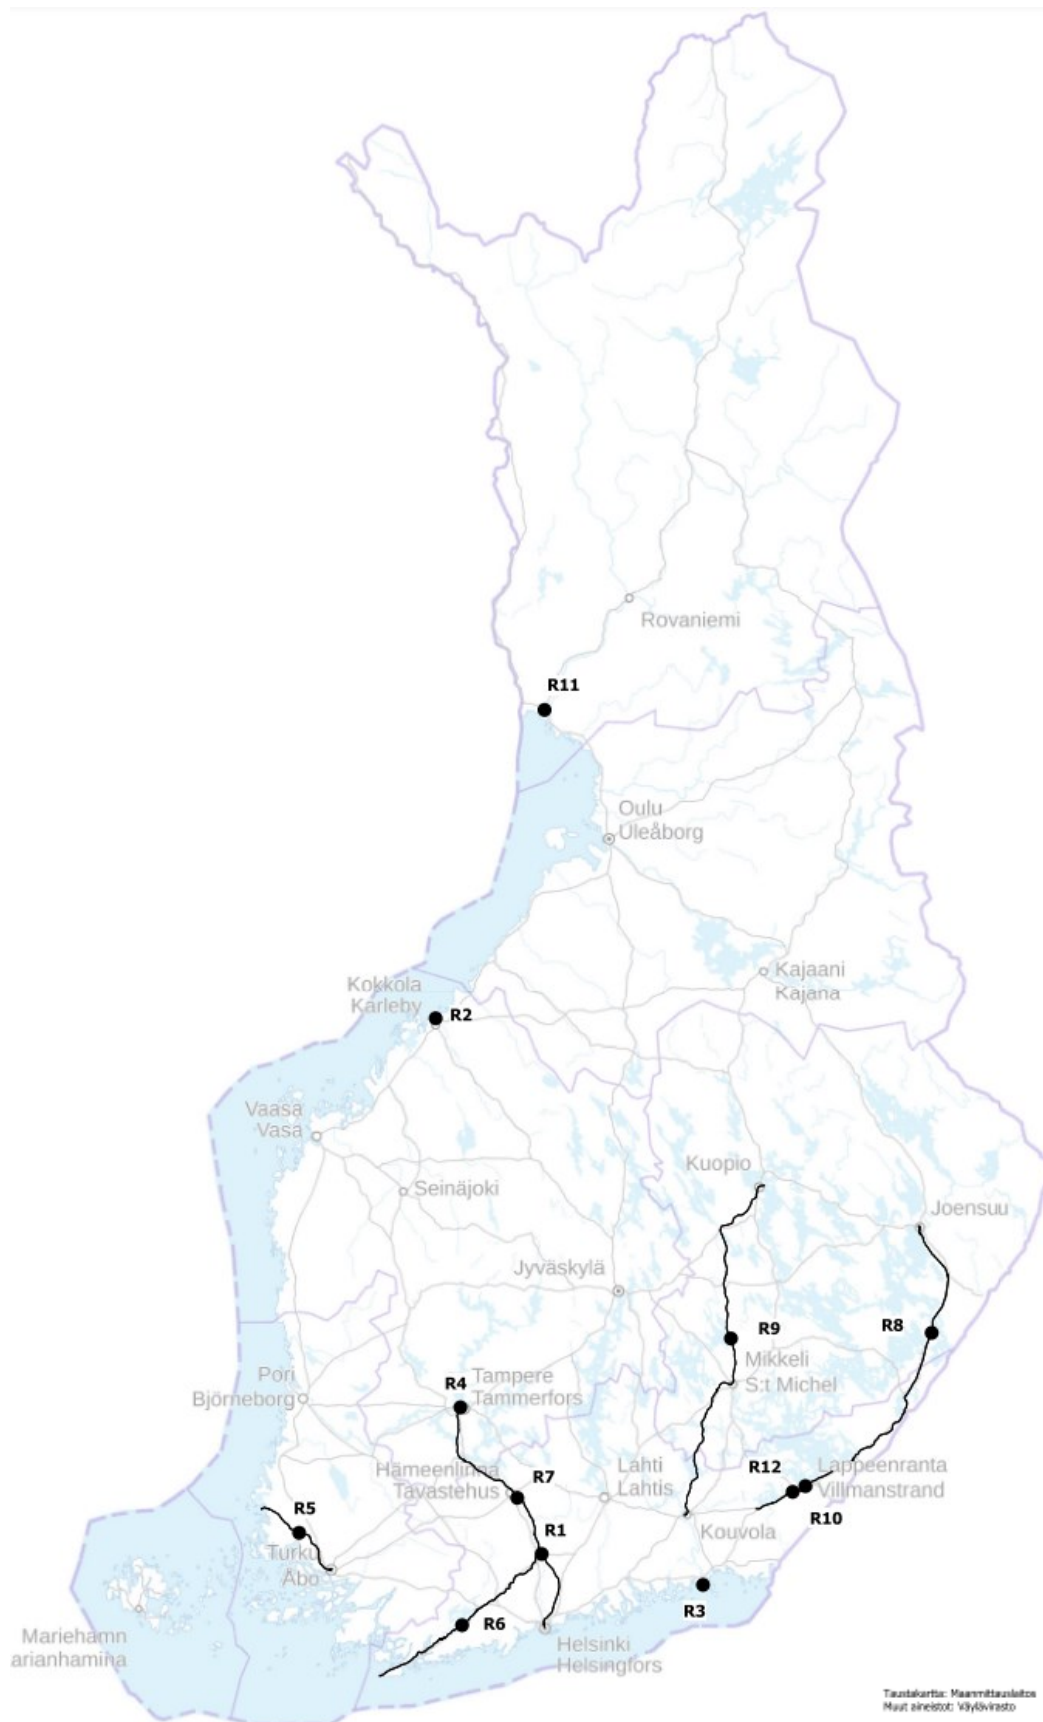 Rovaniemi
R11
Oulu
Uleåborg
Kajaani
Kajana
Kokkola
Karleby
R2
Vaasa
Vasa
Seinäjoki
Kuopio
Joensuu
Jyväskylä
R9
R8
Mikkeli
S:t Michel
Pori
Björneborg
R4
Tampere
Tammerfors
Hämeenlinna
Tavastehus
R7
Lahti
Lahtis
R12
Lappeenranta
Villmanstrand
R10
Kouvola
R5
Turku
Åbo
R1
R3
R6
Helsinki
Helsingfors
Mariehamn
arianhamina
Taustakartta: Maanmittauslaitos
Muut aineistot: Väylävirasto